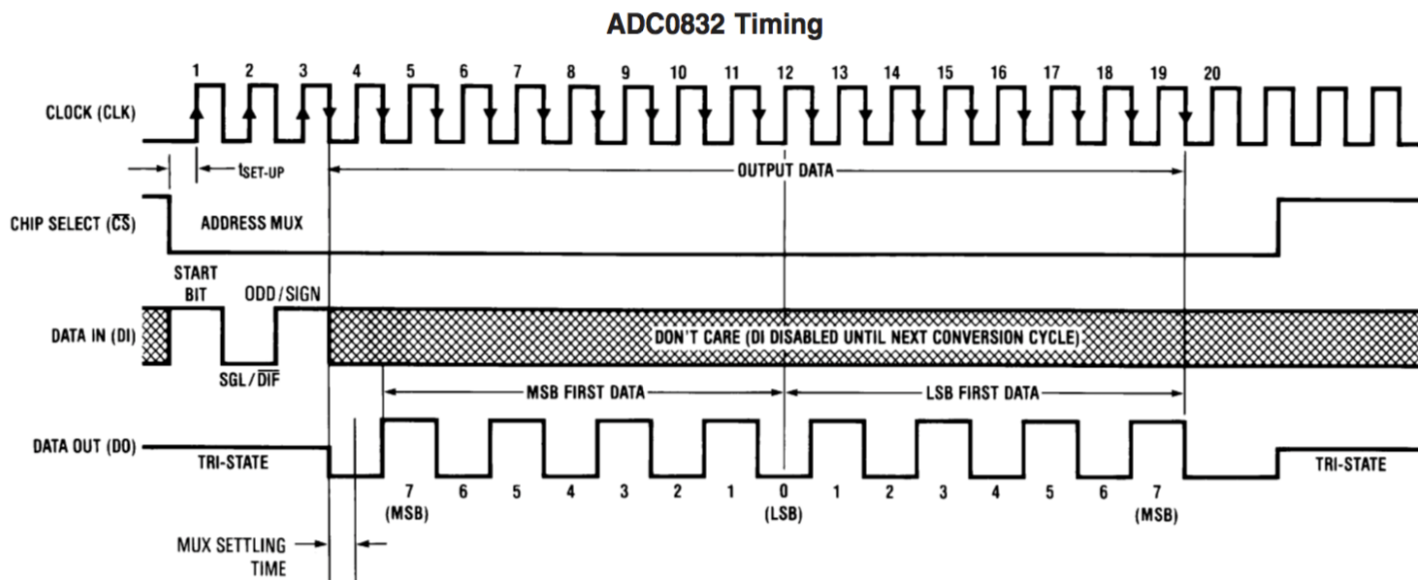 ADC0832 Timing
1 2 3 4 5 6 7 8 9 10 11 12 13 14 15 16 17 18 19 20
CLOCK (CLK)
tSET-UP
OUTPUT DATA
CHIP SELECT (C̅S̅)
ADDRESS MUX
START
BIT
ODD/SIGN
DATA IN (DI)
DON'T CARE (DI DISABLED UNTIL NEXT CONVERSION CYCLE)
SGL/D̅I̅F̅
MSB FIRST DATA
LSB FIRST DATA
DATA OUT (DO)
TRI-STATE
TRI-STATE
7 6 5 4 3 2 1 0 1 2 3 4 5 6 7
(MSB) (LSB) (MSB)
MUX SETTLING
TIME